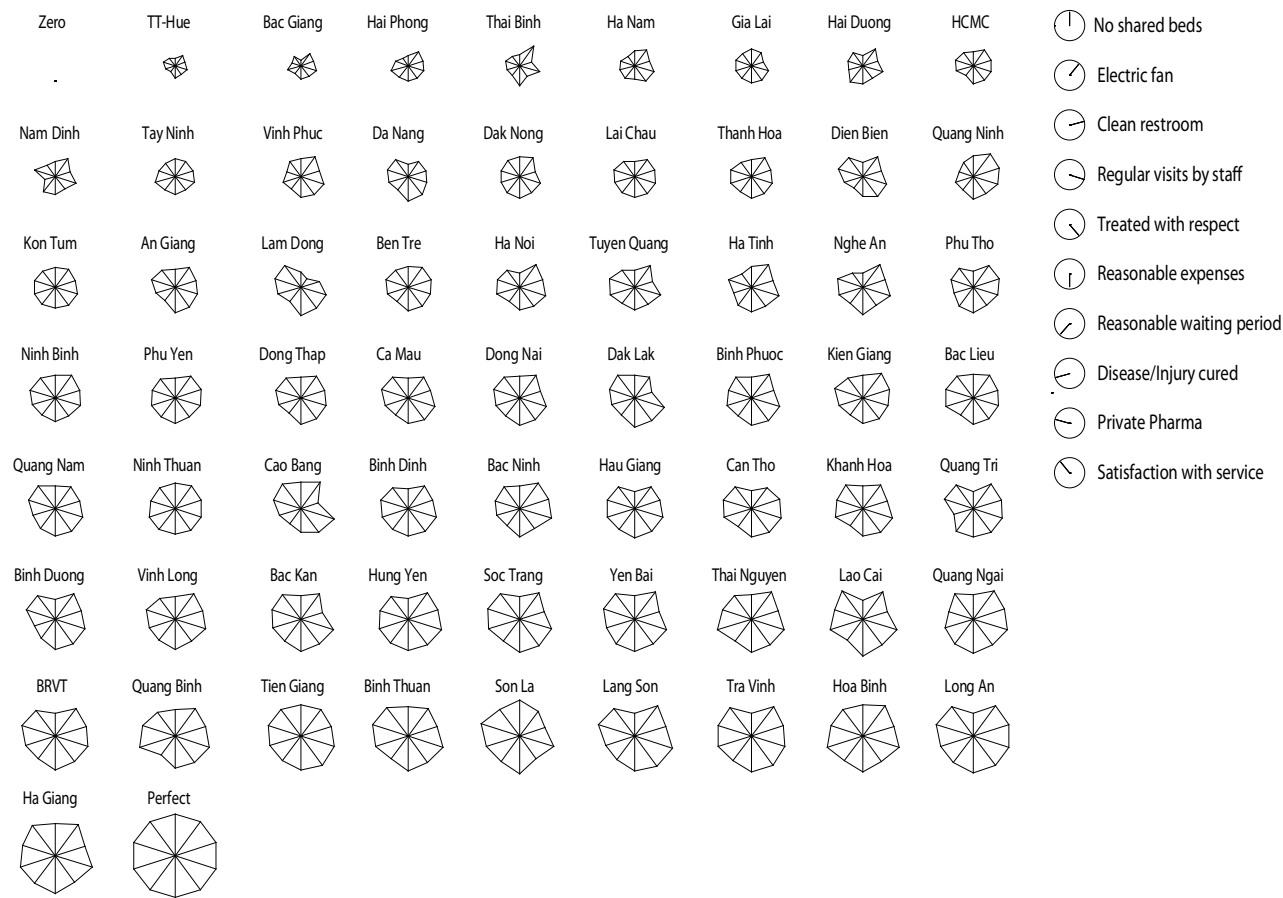 Zero TT-Hue Bac Giang Hai Phong Thai Binh Ha Nam Gia Lai Hai Duong HCMC
Nam Dinh Tay Ninh Vinh Phuc Da Nang Dak Nong Lai Chau Thanh Hoa Dien Bien Quang Ninh
Kon Tum An Giang Lam Dong Ben Tre Ha Noi Tuyen Quang Ha Tinh Nghe An Phu Tho
Ninh Binh Phu Yen Dong Thap Ca Mau Dong Nai Dak Lak Binh Phuoc Kien Giang Bac Lieu
Quang Nam Ninh Thuan Cao Bang Binh Dinh Bac Ninh Hau Giang Can Tho Khanh Hoa Quang Tri
Binh Duong Vinh Long Bac Kan Hung Yen Soc Trang Yen Bai Thai Nguyen Lao Cai Quang Ngai
BRVT Quang Binh Tien Giang Binh Thuan Son La Lang Son Tra Vinh Hoa Binh Long An
Ha Giang Perfect
No shared beds
Electric fan
Clean restroom
Regular visits by staff
Treated with respect
Reasonable expenses
Reasonable waiting period
Disease/Injury cured
Private Pharma
Satisfaction with service